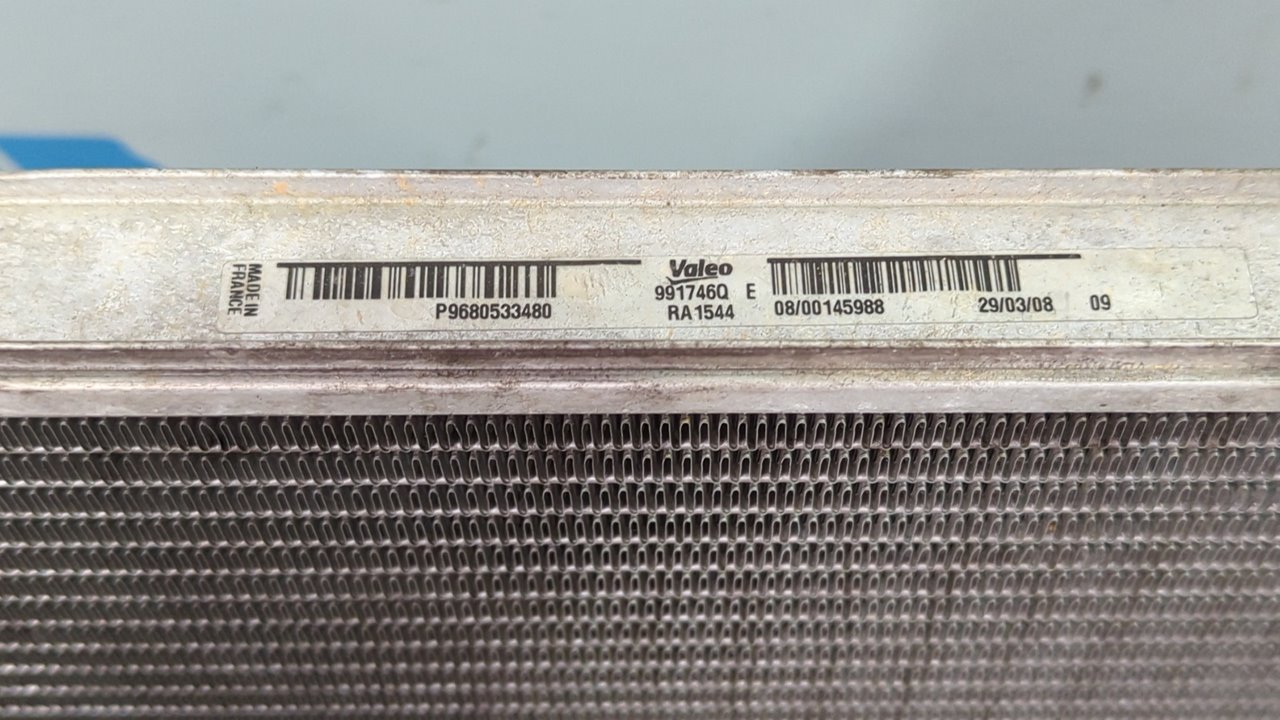 MADE IN
FRANCE
P9680533480
Valeo
991746Q E
RA1544
08/00145988 29/03/08 09